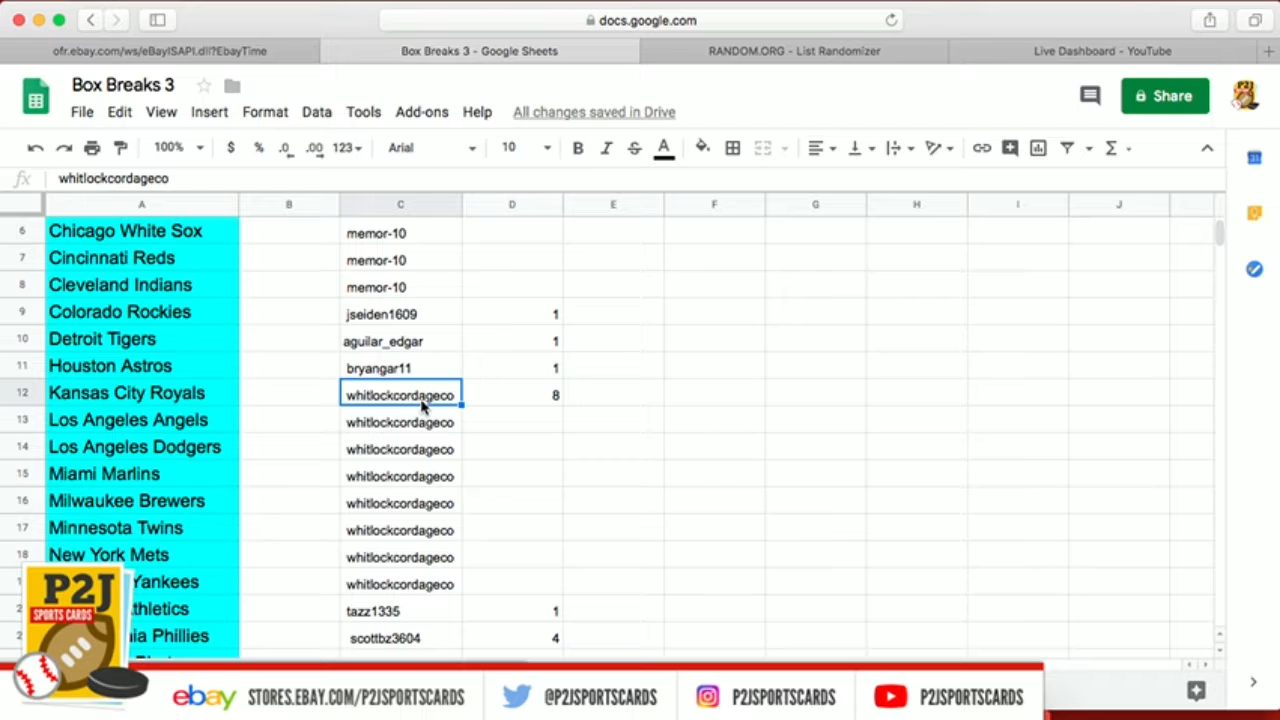 docs.google.com
ofr.ebay.com/ws/eBayISAPI.dll?EbayTime
Box Breaks 3 - Google Sheets
RANDOM.ORG - List Randomizer
Live Dashboard - YouTube
Box Breaks 3
Share
File Edit View Insert Format Data Tools Add-ons Help All changes saved in Drive
100% $ % .0 .00 123 Arial 10 B I S A
fx whitlockcordageco
A B C D E F G H I J
6 Chicago White Sox memor-10
7 Cincinnati Reds memor-10
8 Cleveland Indians memor-10
9 Colorado Rockies jseiden1609 1
10 Detroit Tigers aguilar_edgar 1
11 Houston Astros bryangar11 1
12 Kansas City Royals whitlockcordageco 8
13 Los Angeles Angels whitlockcordageco
14 Los Angeles Dodgers whitlockcordageco
15 Miami Marlins whitlockcordageco
16 Milwaukee Brewers whitlockcordageco
17 Minnesota Twins whitlockcordageco
18 New York Mets whitlockcordageco
Yankees whitlockcordageco
thletics tazz1335 1
ia Phillies scottbz3604 4
P2J
SPORTS CARDS
ebay STORES.EBAY.COM/P2JSPORTSCARDS
@P2JSPORTSCARDS
P2JSPORTSCARDS
P2JSPORTSCARDS